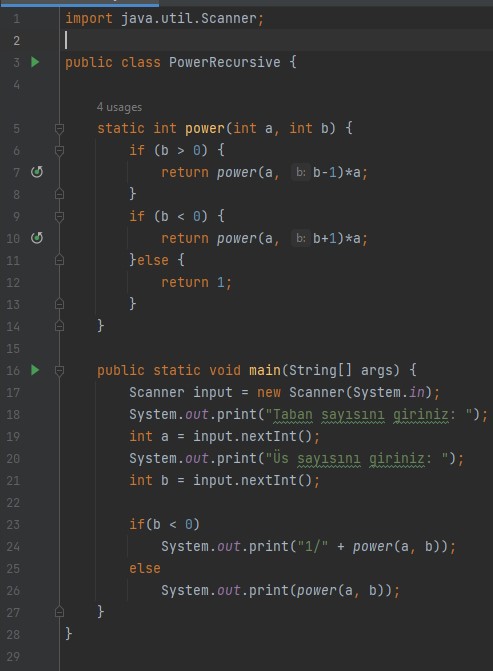 1 import java.util.Scanner;
2
3 public class PowerRecursive {
4
4 usages
5 static int power(int a, int b) {
6 if (b > 0) {
7 return power(a, b: b-1)*a;
8 }
9 if (b < 0) {
10 return power(a, b: b+1)*a;
11 }else {
12 return 1;
13 }
14 }
15
16 public static void main(String[] args) {
17 Scanner input = new Scanner(System.in);
18 System.out.print("Taban sayısını giriniz: ");
19 int a = input.nextInt();
20 System.out.print("Üs sayısını giriniz: ");
21 int b = input.nextInt();
22
23 if(b < 0)
24 System.out.print("1/" + power(a, b));
25 else
26 System.out.print(power(a, b));
27 }
28 }
29